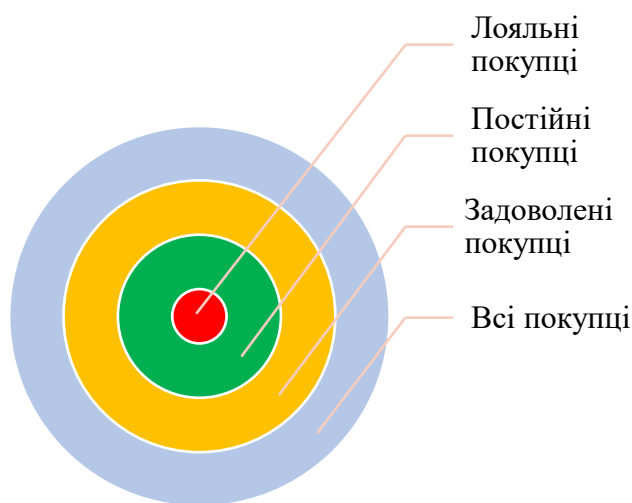 Лояльні
покупці
Постійні
покупці
Задоволені
покупці
Всі покупці